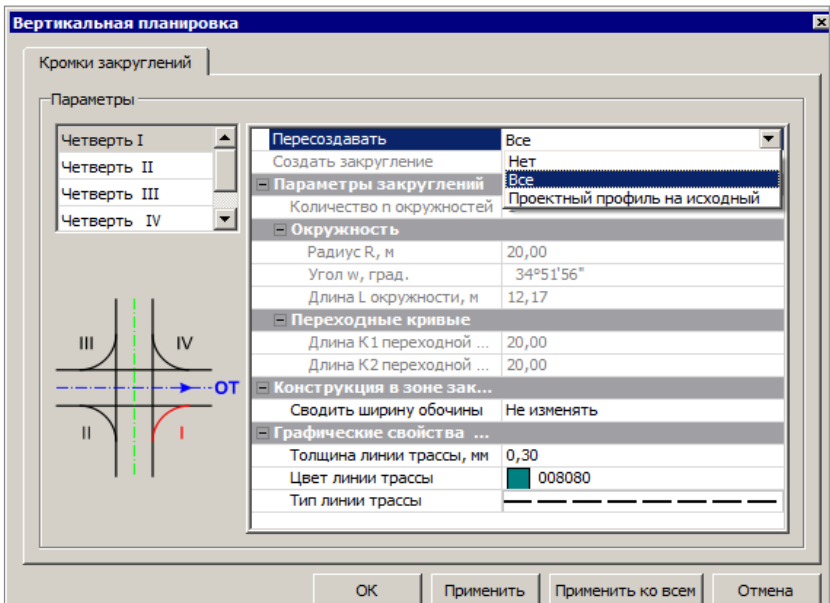 Вертикальная планировка
Кромки закруглений
Параметры
Четверть I
Четверть II
Четверть III
Четверть IV
Пересоздавать Все
Создать закругление Нет
Все
Параметры закруглений
Проектный профиль на исходный
Количество n окружностей
Окружность
Радиус R, м 20,00
Угол w, град. 34°51'56"
Длина L окружности, м 12,17
Переходные кривые
Длина K1 переходной ... 20,00
Длина K2 переходной ... 20,00
Конструкция в зоне зак...
Сводить ширину обочины Не изменять
Графические свойства ...
Толщина линии трассы, мм 0,30
Цвет линии трассы 008080
Тип линии трассы
III IV
ОТ
II I
ОК Применить Применить ко всем Отмена